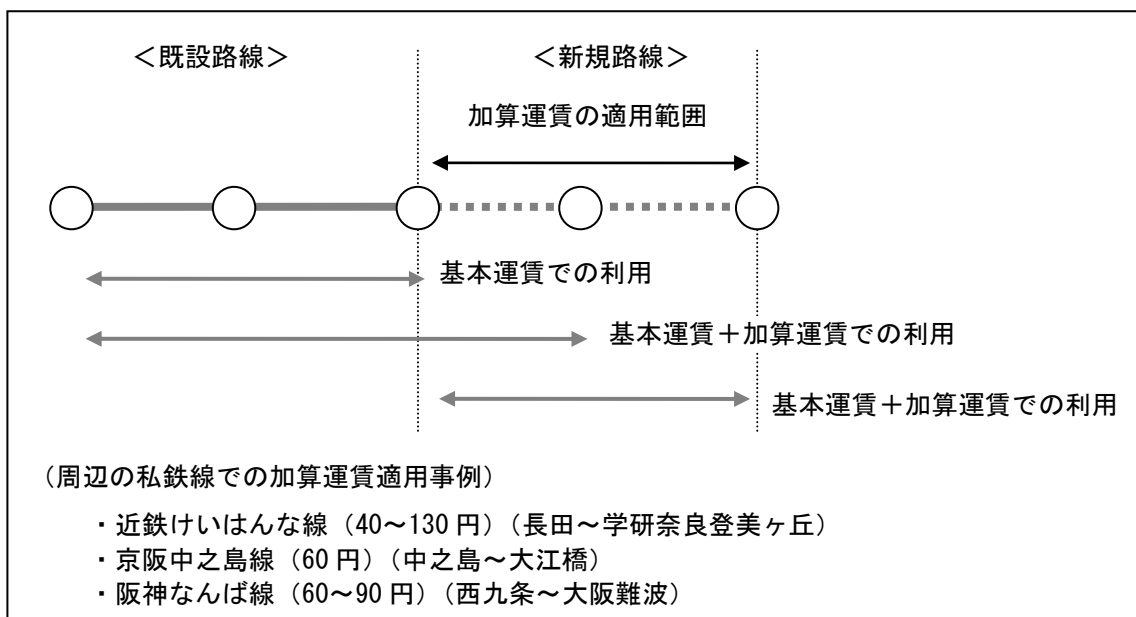 ＜既設路線＞
＜新規路線＞
加算運賃の適用範囲
基本運賃での利用
基本運賃＋加算運賃での利用
基本運賃＋加算運賃での利用
（周辺の私鉄線での加算運賃適用事例）
・近鉄けいはんな線（40～130 円）（長田～学研奈良登美ヶ丘）
・京阪中之島線（60 円）（中之島～大江橋）
・阪神なんば線（60～90 円）（西九条～大阪難波）